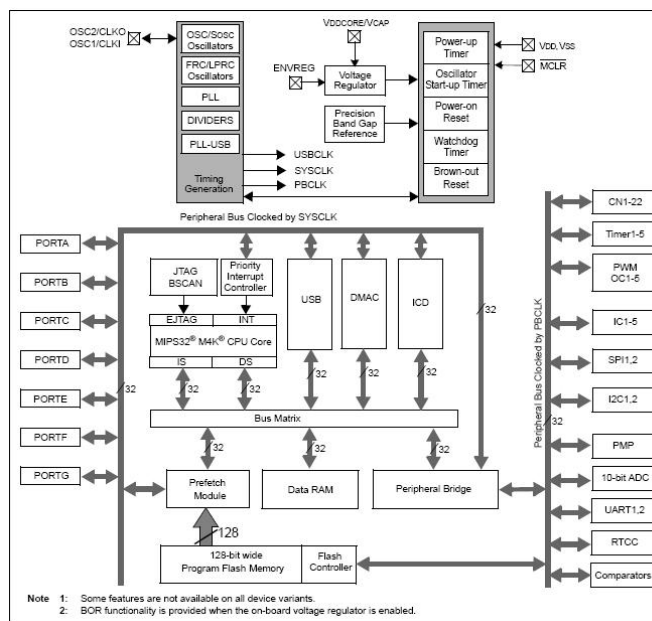 OSC2/CLKO
OSC1/CLKI
OSC/SOSC
Oscillators
FRC/LPRC
Oscillators
PLL
DIVIDERS
PLL-USB
Timing
Generation
USBCLK
SYSCLK
PBCLK
VDDCORE/VCAP
ENVREG
Voltage
Regulator
Precision
Band Gap
Reference
Power-up
Timer
Oscillator
Start-up Timer
Power-on
Reset
Watchdog
Timer
Brown-out
Reset
VDD, VSS
MCLR
Peripheral Bus Clocked by SYSCLK
PORTA
PORTB
PORTC
PORTD
PORTE
PORTF
PORTG
32
JTAG
BSCAN
Priority
Interrupt
Controller
EJTAG
INT
MIPS32® M4K® CPU Core
IS
DS
USB
DMAC
ICD
32
32
32
32
32
32
Bus Matrix
32
32
32
Prefetch
Module
Data RAM
Peripheral Bridge
128
128-bit wide
Program Flash Memory
Flash
Controller
Peripheral Bus Clocked by PBCLK
32
CN1-22
Timer1-5
PWM
OC1-5
IC1-5
SPI1,2
I2C1,2
PMP
10-bit ADC
UART1,2
RTCC
Comparators
Note 1: Some features are not available on all device variants.
2: BOR functionality is provided when the on-board voltage regulator is enabled.